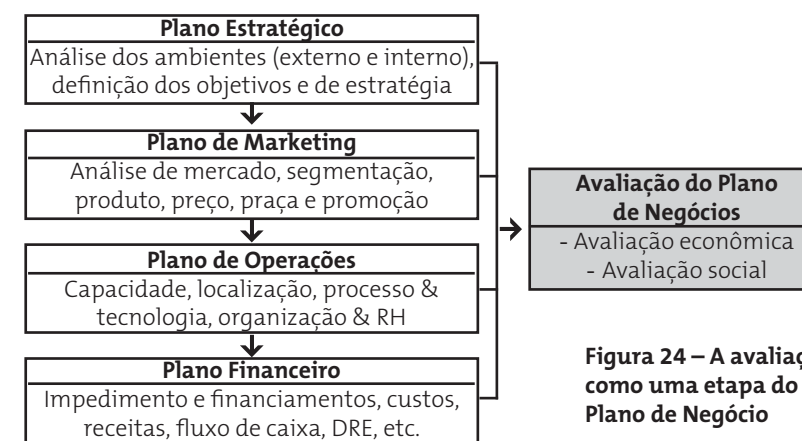 Plano Estratégico
Análise dos ambientes (externo e interno),
definição dos objetivos e de estratégia
Plano de Marketing
Análise de mercado, segmentação,
produto, preço, praça e promoção
Plano de Operações
Capacidade, localização, processo &
tecnologia, organização & RH
Plano Financeiro
Impedimento e financiamentos, custos,
receitas, fluxo de caixa, DRE, etc.
Avaliação do Plano
de Negócios
- Avaliação econômica
- Avaliação social
Figura 24 – A
como uma etapa do
Plano de Negócio